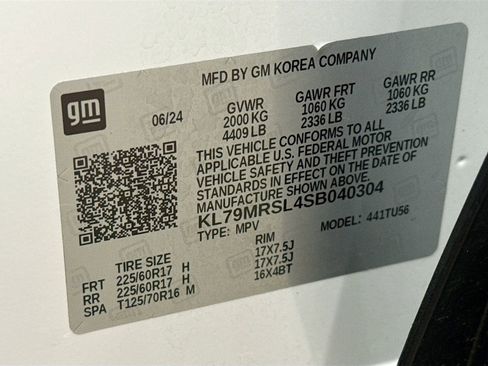 MFD BY GM KOREA COMPANY
gm
06/24
GVWR GAWR FRT GAWR RR
2000 KG 1060 KG 1060 KG
4409 LB 2336 LB 2336 LB
THIS VEHICLE CONFORMS TO ALL
APPLICABLE U.S. FEDERAL MOTOR
VEHICLE SAFETY AND THEFT PREVENTION
STANDARDS IN EFFECT ON THE DATE OF
MANUFACTURE SHOWN ABOVE.
KL79MRSL4SB040304
TYPE: MPV MODEL: 441TU56
TIRE SIZE RIM
FRT 225/60R17 H 17X7.5J
RR 225/60R17 H 17X7.5J
SPA T125/70R16 M 16X4BT